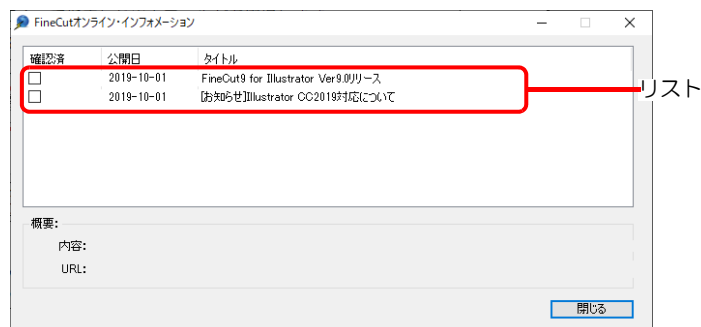 FineCutオンライン・インフォメーション
確認済 公開日 タイトル
2019-10-01 FineCut9 for Illustrator Ver9.0リリース
2019-10-01 [お知らせ]Illustrator CC2019対応について
リスト
概要:
内容:
URL:
閉じる